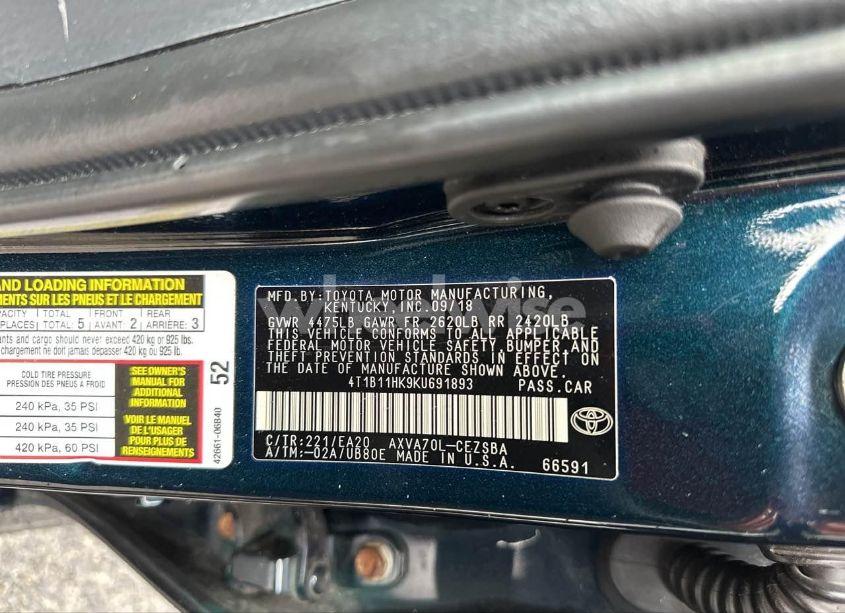 AND LOADING INFORMATION
MENTS SUR LES PNEUS ET LE CHARGEMENT
TOTAL: 5 FRONT AVANT: 2 REAR ARRIÈRE: 3
ants and cargo should never exceed 420 kg or 925 lbs.
chargement ne doit jamais dépasser 420 kg ou 925 lb.
COLD TIRE PRESSURE
PRESSION DES PNEUS À FROID
240 kPa, 35 PSI
240 kPa, 35 PSI
420 kPa, 60 PSI
SEE OWNER'S
MANUAL FOR
ADDITIONAL
INFORMATION
VOIR LE MANUEL
DE L'USAGER
POUR PLUS DE
RENSEIGNEMENTS
52
42661-06B40
wheelwise
MFD.BY:TOYOTA MOTOR MANUFACTURING,
KENTUCKY,INC.09/18
GVWR 4475LB GAWR FR 2620LB RR 2420LB
THIS VEHICLE CONFORMS TO ALL APPLICABLE
FEDERAL MOTOR VEHICLE SAFETY,BUMPER,AND
THEFT PREVENTION STANDARDS IN EFFECT ON
THE DATE OF MANUFACTURE SHOWN ABOVE.
4T1B11HK9KU691893 PASS.CAR
C/TR:221/EA20 AXVA70L-CEZSBA
A/TM:-02A/UB80E MADE IN U.S.A. 66591